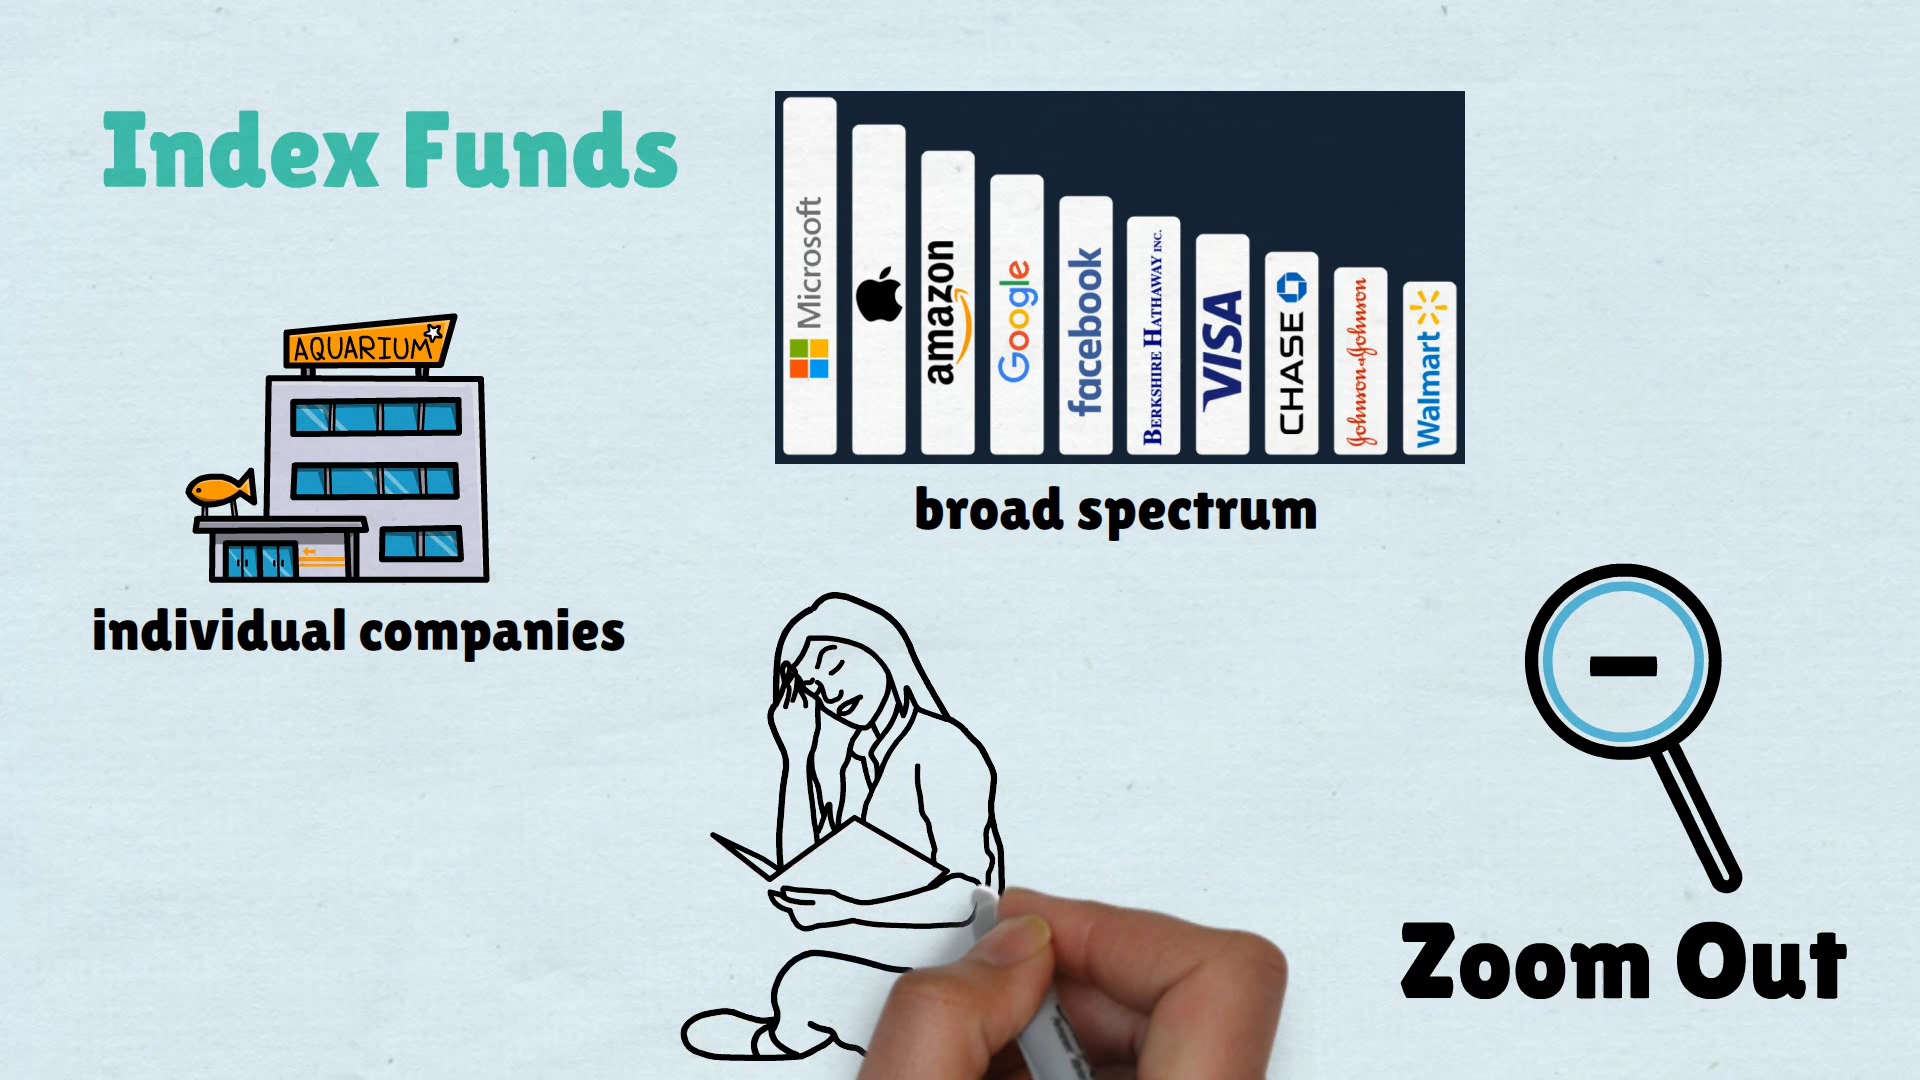 Index Funds
Microsoft
amazon
Google
facebook
BERKSHIRE HATHAWAY INC.
VISA
CHASE
Johnson & Johnson
Walmart
broad spectrum
AQUARIUM
individual companies
Zoom Out